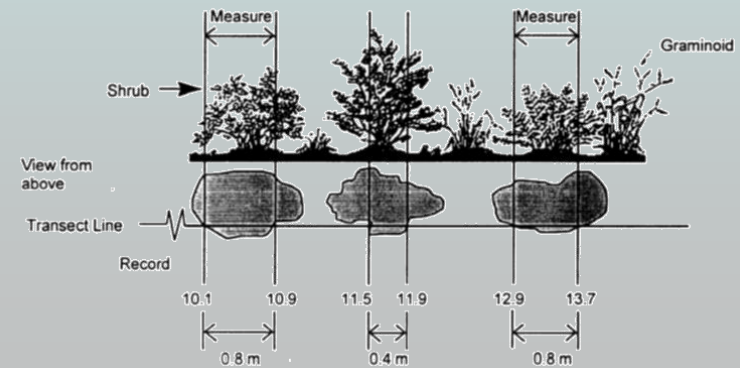 Measure
Measure
Graminoid
Shrub
View from
above
Transect Line
Record
10.1
10.9
11.5
11.9
12.9
13.7
0.8 m
0.4 m
0.8 m